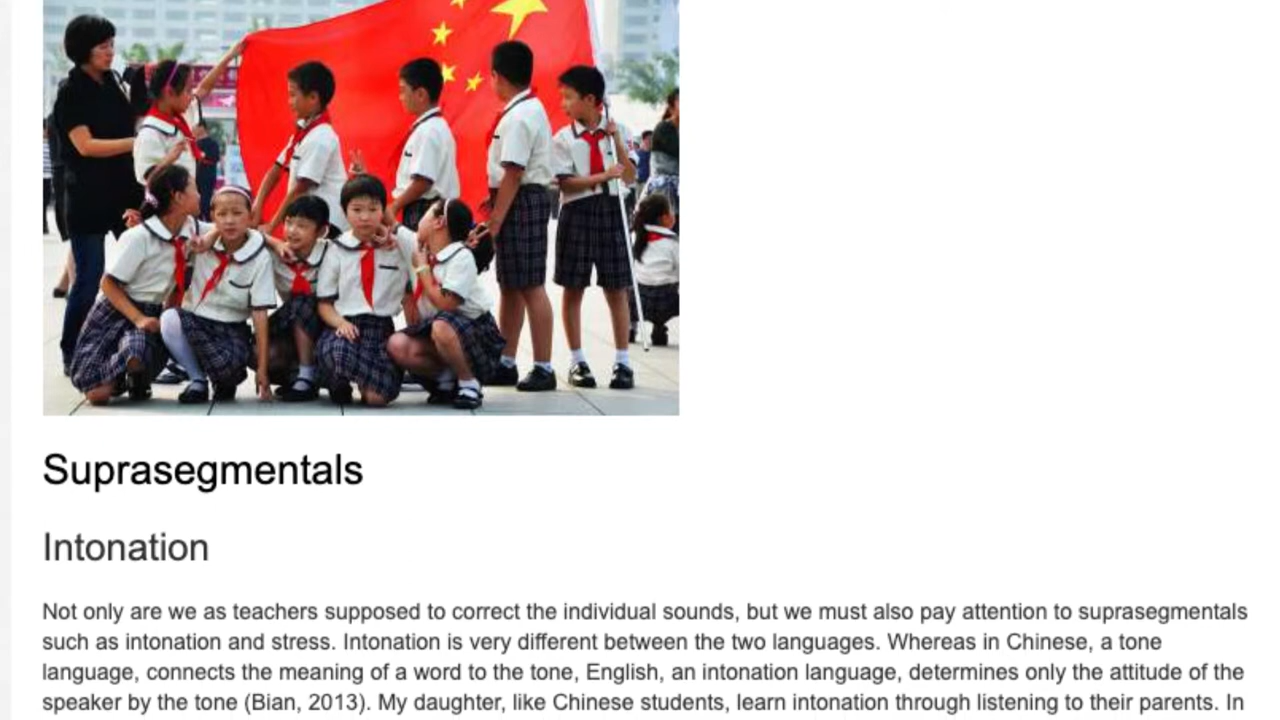 Suprasegmentals
Intonation
Not only are we as teachers supposed to correct the individual sounds, but we must also pay attention to suprasegmentals
such as intonation and stress. Intonation is very different between the two languages. Whereas in Chinese, a tone
language, connects the meaning of a word to the tone, English, an intonation language, determines only the attitude of the
speaker by the tone (Bian, 2013). My daughter, like Chinese students, learn intonation through listening to their parents. In